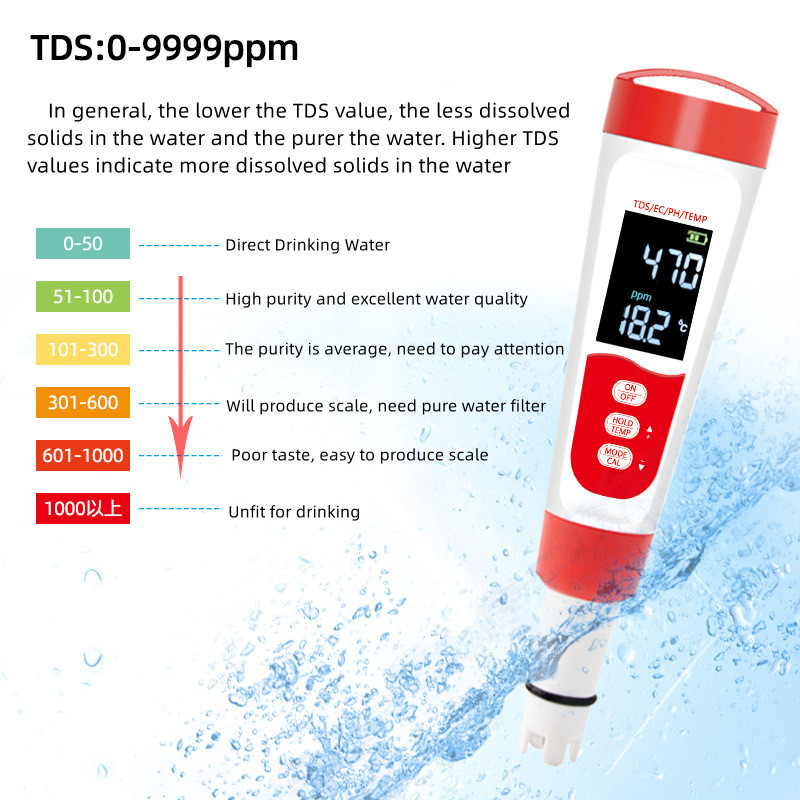 TDS:0-9999ppm
In general, the lower the TDS value, the less dissolved
solids in the water and the purer the water. Higher TDS
values indicate more dissolved solids in the water
0-50 Direct Drinking Water
51-100 High purity and excellent water quality
101-300 The purity is average, need to pay attention
301-600 Will produce scale, need pure water filter
601-1000 Poor taste, easy to produce scale
1000以上 Unfit for drinking
TDS/EC/PH/TEMP
470
ppm
18.2 °C
ON
OFF
HOLD
TEMP
+
MODE
CAL
-